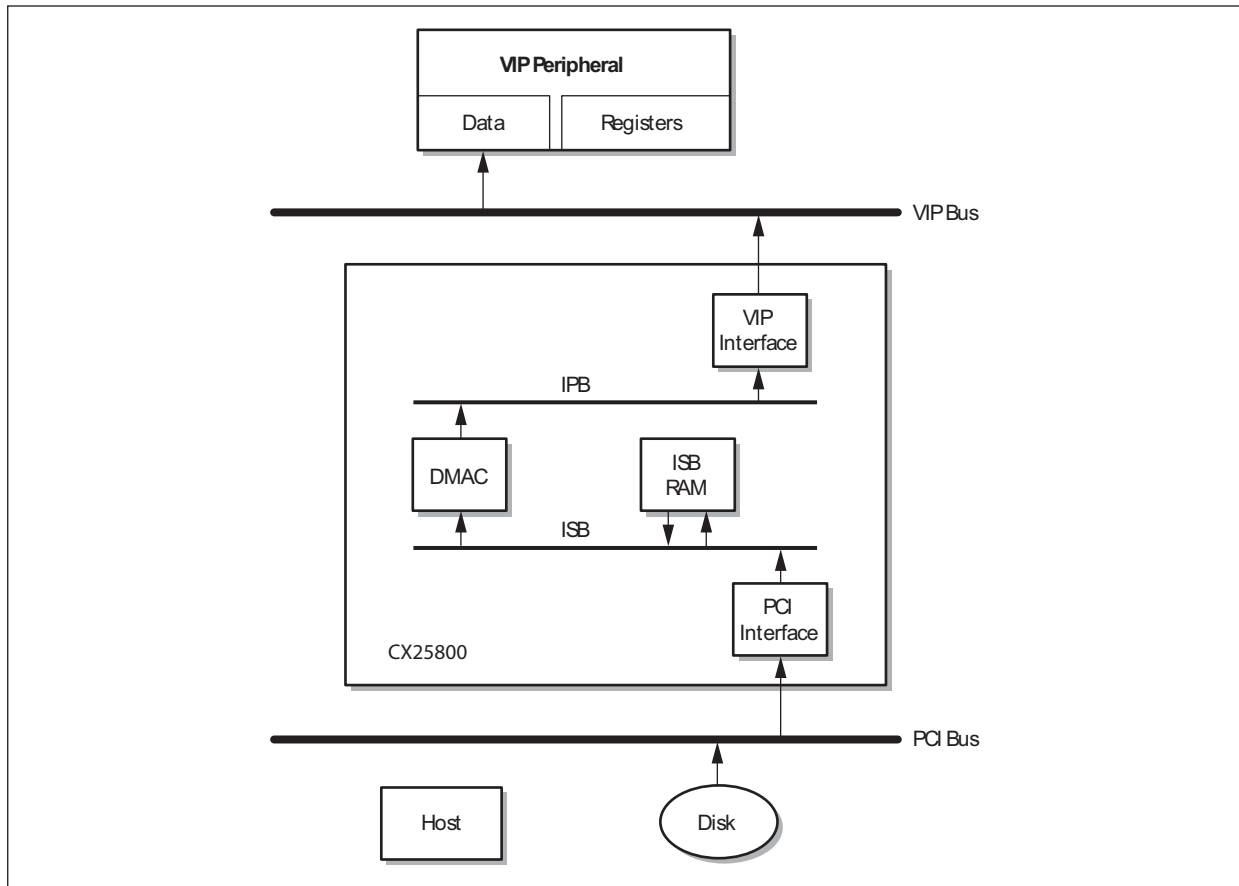 VIP Peripheral
Data
Registers
VIP Bus
VIP
Interface
IPB
DMAC
ISB
RAM
ISB
PCI
Interface
CX25800
PCI Bus
Host
Disk